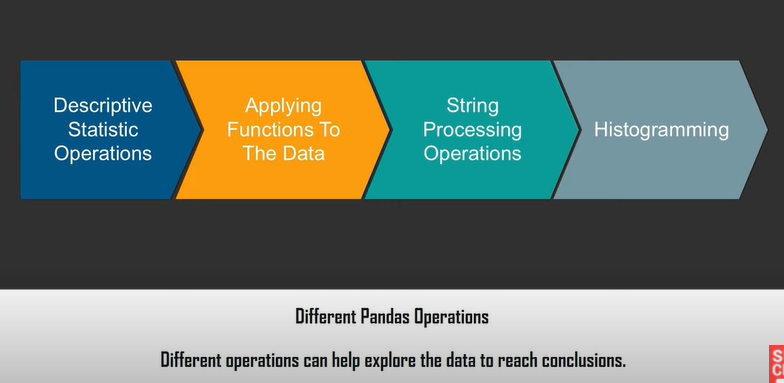 Descriptive
Statistic
Operations
Applying
Functions To
The Data
String
Processing
Operations
Histogramming
Different Pandas Operations
Different operations can help explore the data to reach conclusions.